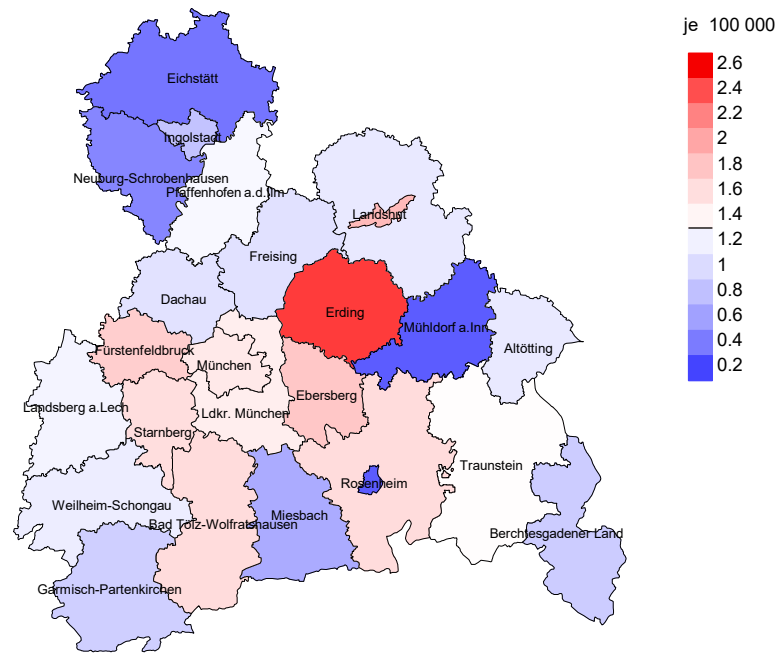 je 100 000
2.6
2.4
2.2
2
1.8
1.6
1.4
1.2
1
0.8
0.6
0.4
0.2
Eichstätt
Ingolstadt
Neuburg-Schrobenhausen
Pfaffenhofen a.d.Ilm
Landshut
Freising
Dachau
Erding
Mühldorf a.Inn
Altötting
Fürstenfeldbruck
München
Ebersberg
Landsberg a.Lech
Ldkr. München
Starnberg
Traunstein
Rosenheim
Weilheim-Schongau
Miesbach
Bad Tölz-Wolfratshausen
Berchtesgadener Land
Garmisch-Partenkirchen